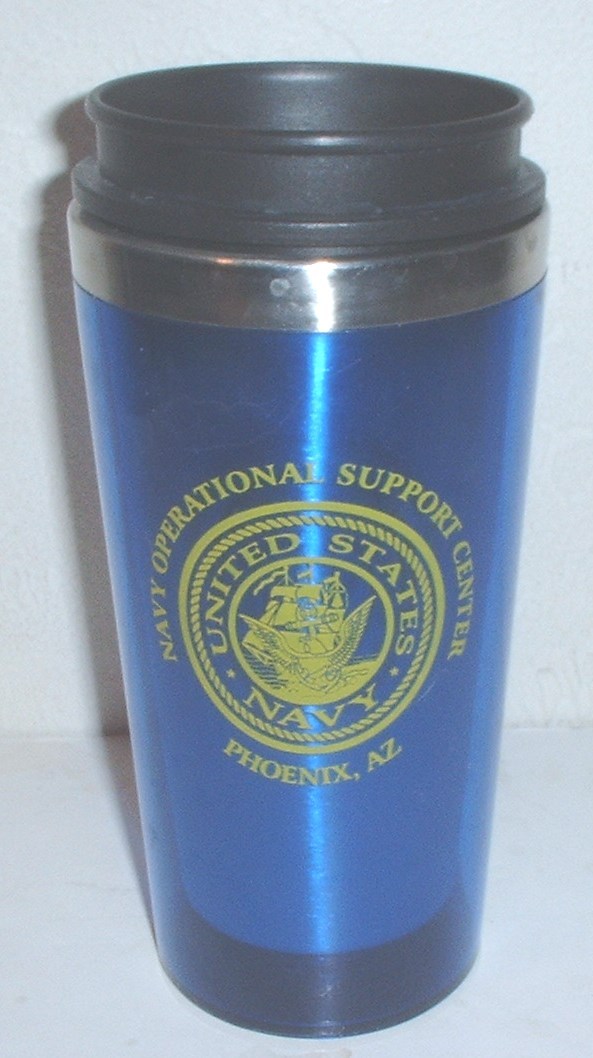 NAVY OPERATIONAL SUPPORT CENTER
UNITED STATES
NAVY
PHOENIX, AZ